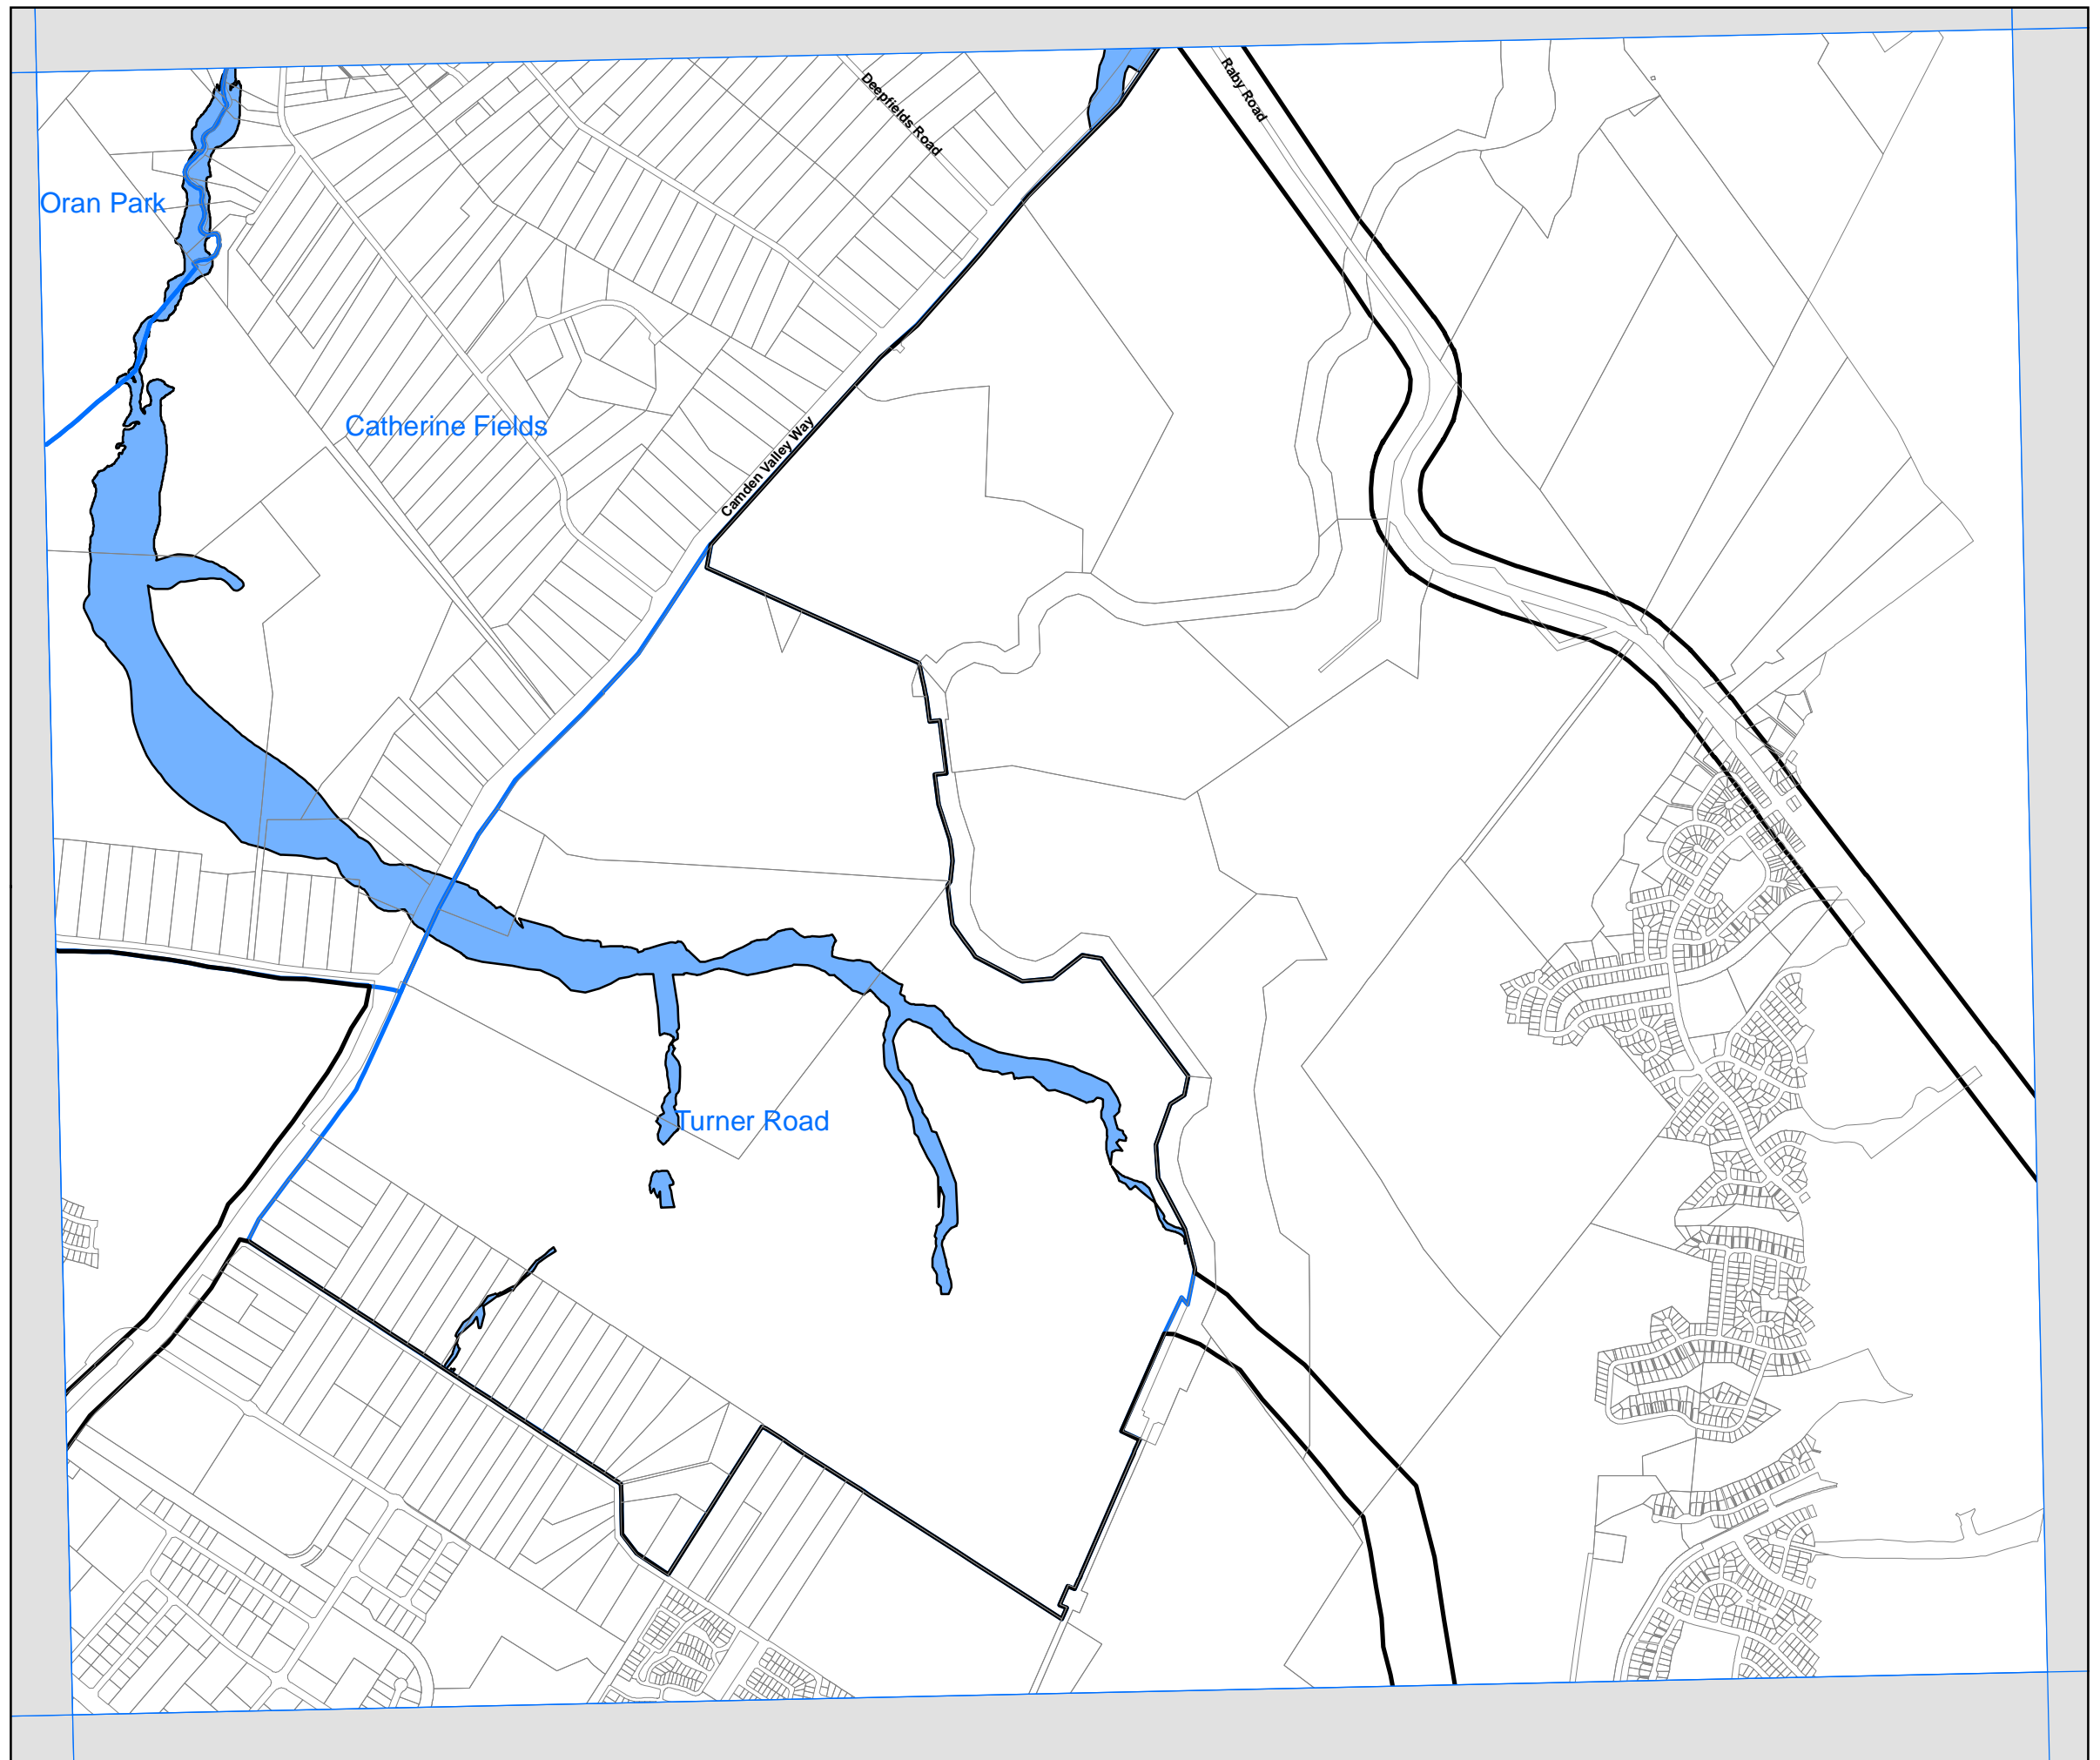 Deepfields Road
Raby Road
Oran Park
Catherine Fields
Camden Valley Way
Turner Road